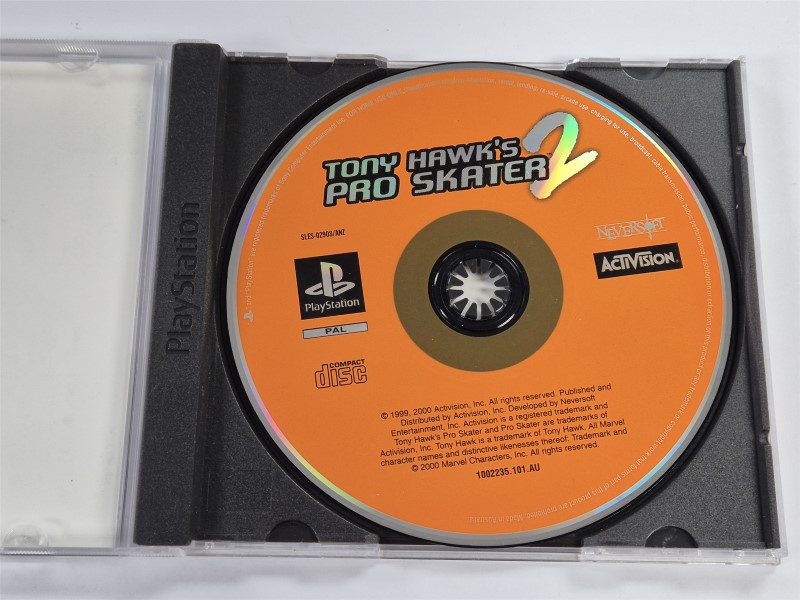 TONY HAWK'S
PRO SKATER 2
SLES-02908/ANZ
NEVERSOFT
ACTIVISION.
PlayStation
PAL
COMPACT
disc
© 1999, 2000 Activision, Inc. All rights reserved. Published and
Distributed by Activision, Inc. Developed by Neversoft
Entertainment, Inc. Activision is a registered trademark and
Tony Hawk's Pro Skater and Pro Skater are trademarks of
Activision, Inc. Tony Hawk is a trademark of Tony Hawk. All Marvel
character names and distinctive likenesses thereof: Trademark and
© 2000 Marvel Characters, Inc. All rights reserved.
1002235.101.AU
PlayStation